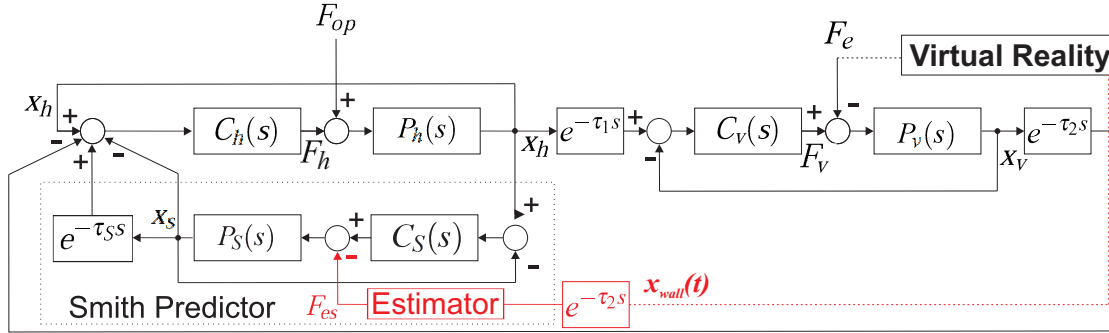 F_op
F_e
Virtual Reality
x_h
+
-
+
-
C_h(s)
F_h
+
P_h(s)
x_h
e^{-τ_1 s}
+
-
C_v(s)
+
F_v
-
P_v(s)
x_v
e^{-τ_2 s}
e^{-τ_S s}
x_s
P_S(s)
+
-
C_S(s)
+
-
Smith Predictor
F_es
Estimator
e^{-τ_2 s}
x_wall(t)